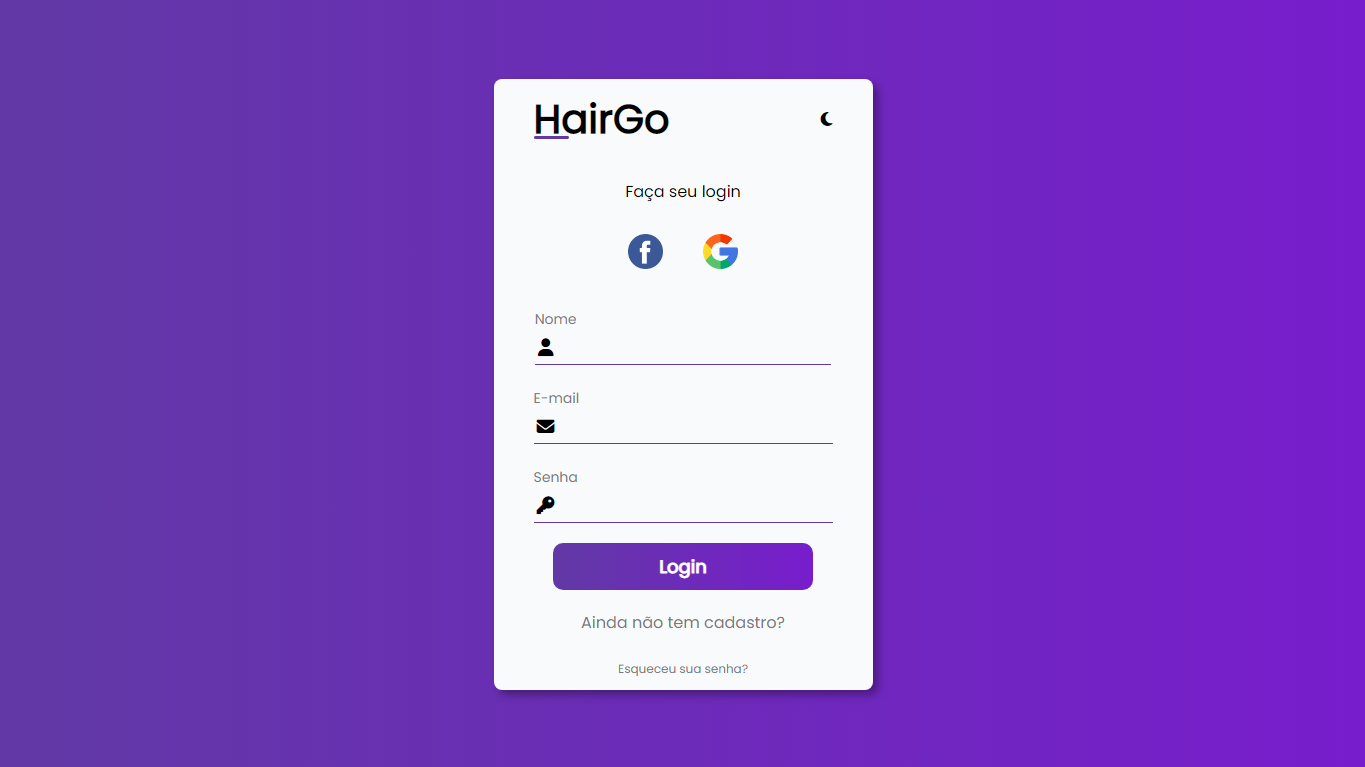 HairGo
Faça seu login
Nome
E-mail
Senha
Login
Ainda não tem cadastro?
Esqueceu sua senha?